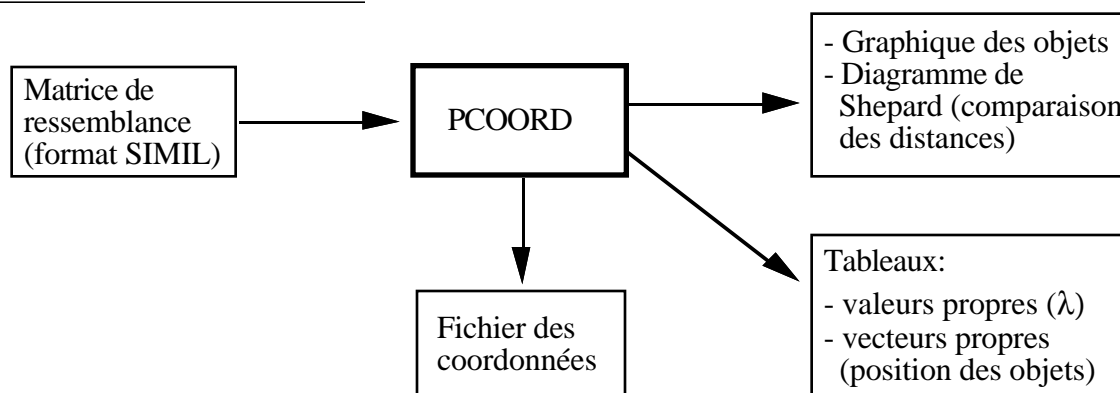 Matrice de
ressemblance
(format SIMIL)
PCOORD
- Graphique des objets
- Diagramme de
Shepard (comparaison
des distances)
Fichier des
coordonnées
Tableaux:
- valeurs propres (λ)
- vecteurs propres
(position des objets)